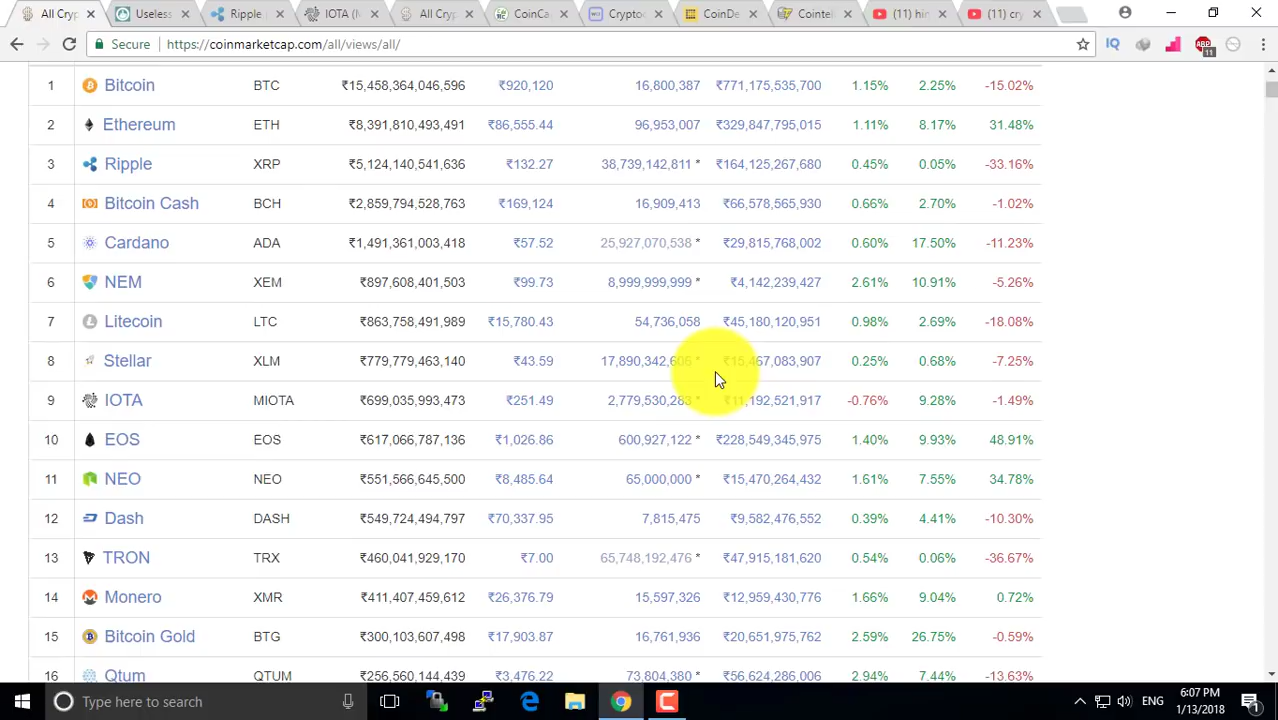 All Cryp
Useless
Ripple
IOTA (M
All Cryp
CoinCa
Cryptoc
CoinDe
Cointel
(11) hin
(11) cry
Secure https://coinmarketcap.com/all/views/all/
11
1 Bitcoin BTC ₹15,458,364,046,596 ₹920,120 16,800,387 ₹771,175,535,700 1.15% 2.25% -15.02%
2 Ethereum ETH ₹8,391,810,493,491 ₹86,555.44 96,953,007 ₹329,847,795,015 1.11% 8.17% 31.48%
3 Ripple XRP ₹5,124,140,541,636 ₹132.27 38,739,142,811 * ₹164,125,267,680 0.45% 0.05% -33.16%
4 Bitcoin Cash BCH ₹2,859,794,528,763 ₹169,124 16,909,413 ₹66,578,565,930 0.66% 2.70% -1.02%
5 Cardano ADA ₹1,491,361,003,418 ₹57.52 25,927,070,538 * ₹29,815,768,002 0.60% 17.50% -11.23%
6 NEM XEM ₹897,608,401,503 ₹99.73 8,999,999,999 * ₹4,142,239,427 2.61% 10.91% -5.26%
7 Litecoin LTC ₹863,758,491,989 ₹15,780.43 54,736,058 ₹45,180,120,951 0.98% 2.69% -18.08%
8 Stellar XLM ₹779,779,463,140 ₹43.59 17,890,342,606 * ₹15,467,083,907 0.25% 0.68% -7.25%
9 IOTA MIOTA ₹699,035,993,473 ₹251.49 2,779,530,283 * ₹11,192,521,917 -0.76% 9.28% -1.49%
10 EOS EOS ₹617,066,787,136 ₹1,026.86 600,927,122 * ₹228,549,345,975 1.40% 9.93% 48.91%
11 NEO NEO ₹551,566,645,500 ₹8,485.64 65,000,000 * ₹15,470,264,432 1.61% 7.55% 34.78%
12 Dash DASH ₹549,724,494,797 ₹70,337.95 7,815,475 ₹9,582,476,552 0.39% 4.41% -10.30%
13 TRON TRX ₹460,041,929,170 ₹7.00 65,748,192,476 * ₹47,915,181,620 0.54% 0.06% -36.67%
14 Monero XMR ₹411,407,459,612 ₹26,376.79 15,597,326 ₹12,959,430,776 1.66% 9.04% 0.72%
15 Bitcoin Gold BTG ₹300,103,607,498 ₹17,903.87 16,761,936 ₹20,651,975,762 2.59% 26.75% -0.59%
16 Qtum QTUM ₹256,560,144,439 ₹3,476.22 73,804,380 * ₹56,624,286,006 2.94% 7.44% -13.63%
Type here to search
ENG
6:07 PM
1/13/2018
1